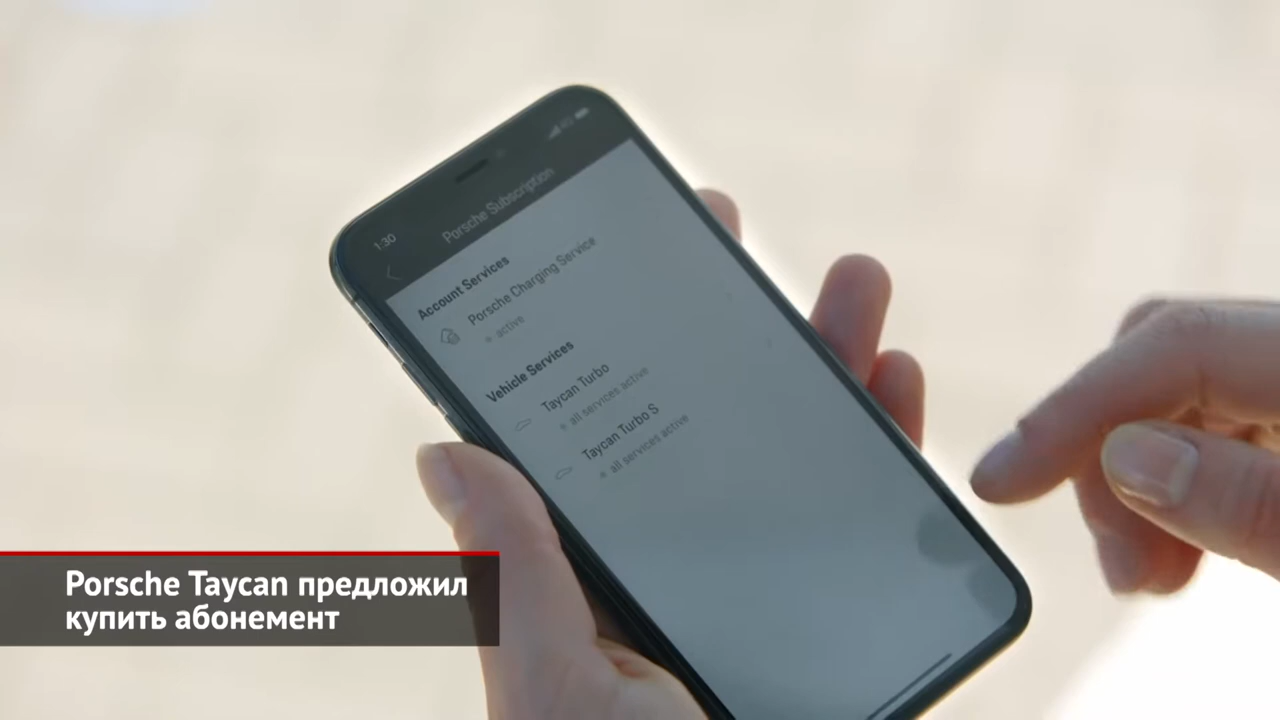 1:30
Porsche Subscription
Account Services
Porsche Charging Service
active
Vehicle Services
Taycan Turbo
all services active
Taycan Turbo S
all services active
Porsche Taycan предложил
купить абонемент